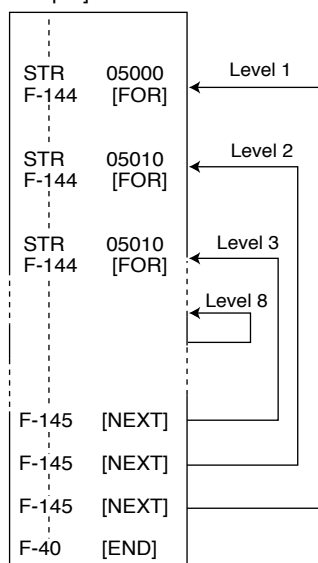 STR 05000 Level 1
F-144 [FOR]
STR 05010 Level 2
F-144 [FOR]
STR 05010 Level 3
F-144 [FOR]
Level 8
F-145 [NEXT]
F-145 [NEXT]
F-145 [NEXT]
F-40 [END]